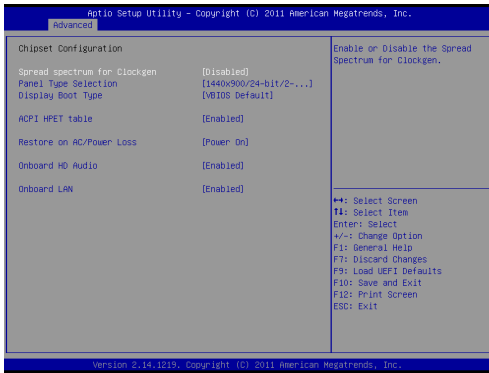 Aptio Setup Utility – Copyright (C) 2011 American Megatrends, Inc.
Advanced
Chipset Configuration
Spread spectrum for Clockgen [Disabled]
Panel Type Selection [1440x900/24-bit/2-...]
Display Boot Type [VBIOS Default]
ACPI HPET table [Enabled]
Restore on AC/Power Loss [Power On]
Onboard HD Audio [Enabled]
Onboard LAN [Enabled]
Enable or Disable the Spread
Spectrum for Clockgen.
→←: Select Screen
↑↓: Select Item
Enter: Select
+/-: Change Option
F1: General Help
F7: Discard Changes
F9: Load UEFI Defaults
F10: Save and Exit
F12: Print Screen
ESC: Exit
Version 2.14.1219. Copyright (C) 2011 American Megatrends, Inc.